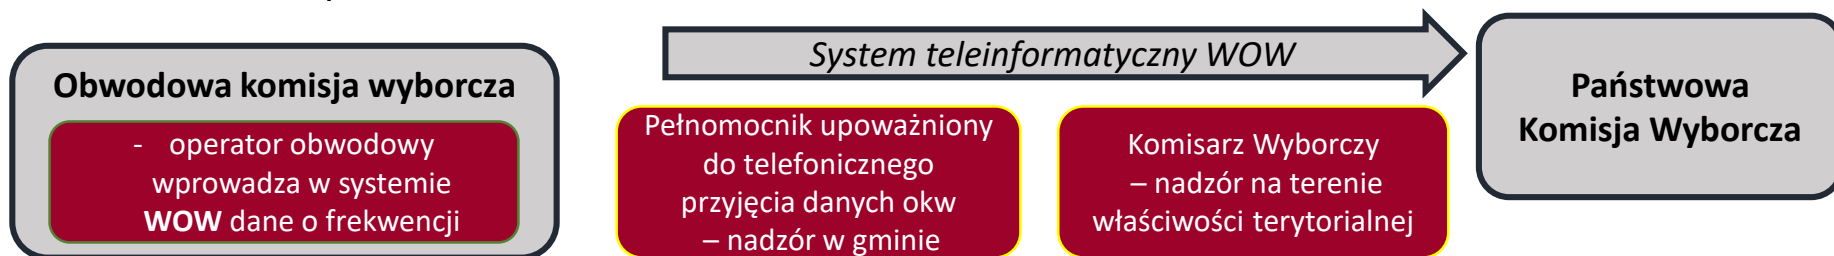 Obwodowa komisja wyborcza
- operator obwodowy
wprowadza w systemie
WOW dane o frekwencji
System teleinformatyczny WOW
Pełnomocnik upoważniony
do telefonicznego
przyjęcia danych okw
– nadzór w gminie
Komisarz Wyborczy
– nadzór na terenie
właściwości terytorialnej
Państwowa
Komisja Wyborcza